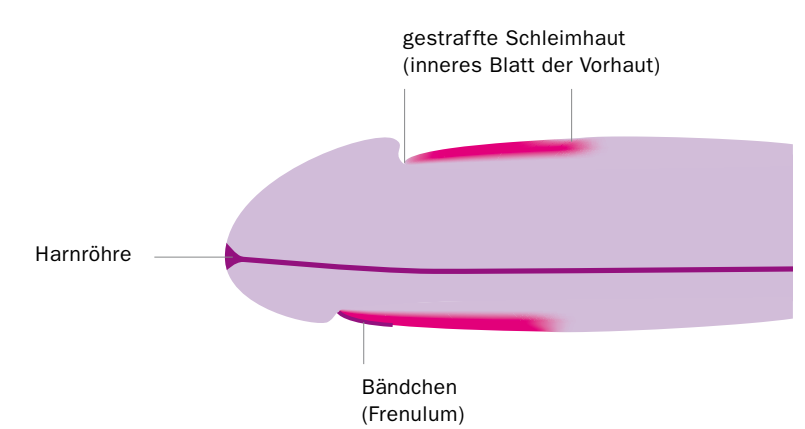 gestraffte Schleimhaut
(inneres Blatt der Vorhaut)
Harnröhre
Bändchen
(Frenulum)